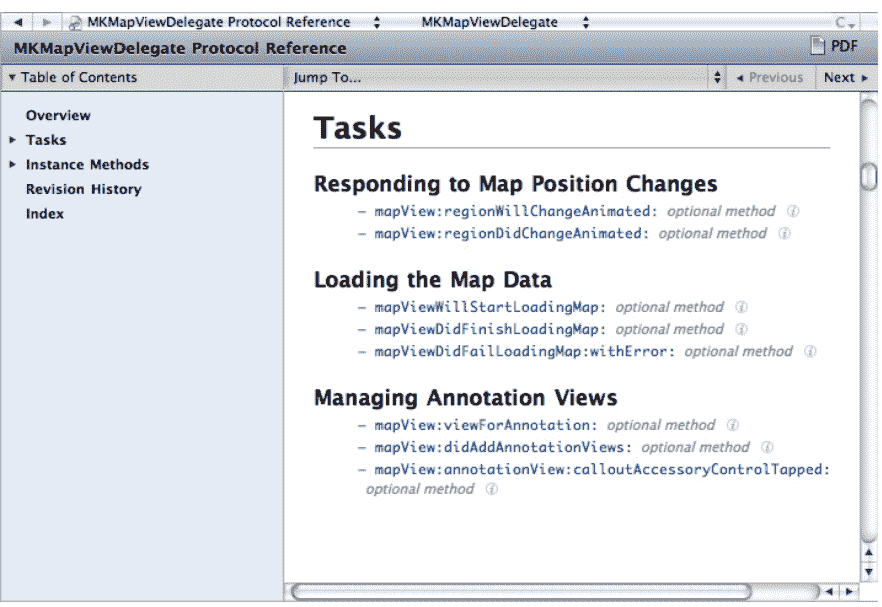 MKMapViewDelegate Protocol Reference MKMapViewDelegate C
MKMapViewDelegate Protocol Reference PDF
Table of Contents Jump To... Previous Next
Overview
Tasks
Instance Methods
Revision History
Index
Tasks
Responding to Map Position Changes
– mapView:regionWillChangeAnimated: optional method
– mapView:regionDidChangeAnimated: optional method
Loading the Map Data
– mapViewWillStartLoadingMap: optional method
– mapViewDidFinishLoadingMap: optional method
– mapViewDidFailLoadingMap:withError: optional method
Managing Annotation Views
– mapView:viewForAnnotation: optional method
– mapView:didAddAnnotationViews: optional method
– mapView:annotationView:calloutAccessoryControlTapped:
optional method